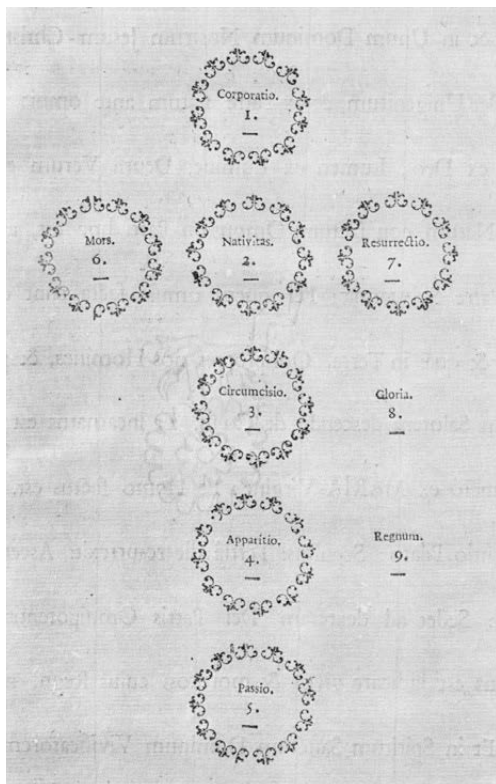 Corporatio.
1.
Mors.
6.
Nativitas.
2.
Resurrectio.
7.
Circumcisio.
3.
Gloria.
8.
Apparitio.
4.
Regnum.
9.
Passio.
5.